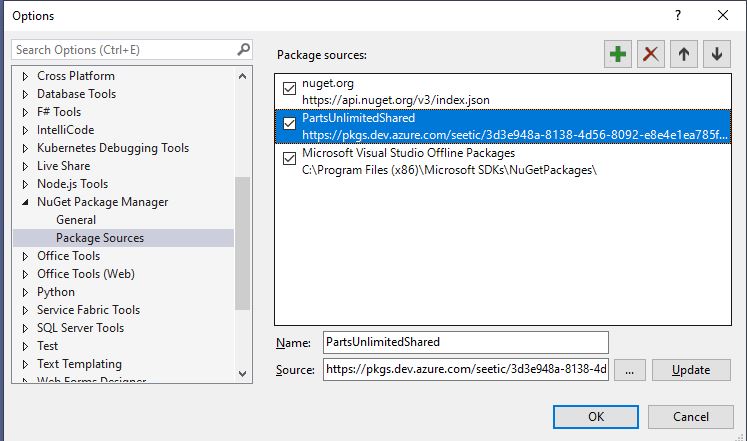 Options
?
Search Options (Ctrl+E)
Cross Platform
Database Tools
F# Tools
IntelliCode
Kubernetes Debugging Tools
Live Share
Node.js Tools
NuGet Package Manager
General
Package Sources
Office Tools
Office Tools (Web)
Python
Service Fabric Tools
SQL Server Tools
Test
Text Templating
Web Forms Designer
Package sources:
nuget.org
https://api.nuget.org/v3/index.json
PartsUnlimitedShared
https://pkgs.dev.azure.com/seetic/3d3e948a-8138-4d56-8092-e8e4e1ea785f...
Microsoft Visual Studio Offline Packages
C:\Program Files (x86)\Microsoft SDKs\NuGetPackages\
Name: PartsUnlimitedShared
Source: https://pkgs.dev.azure.com/seetic/3d3e948a-8138-4d ... Update
OK Cancel